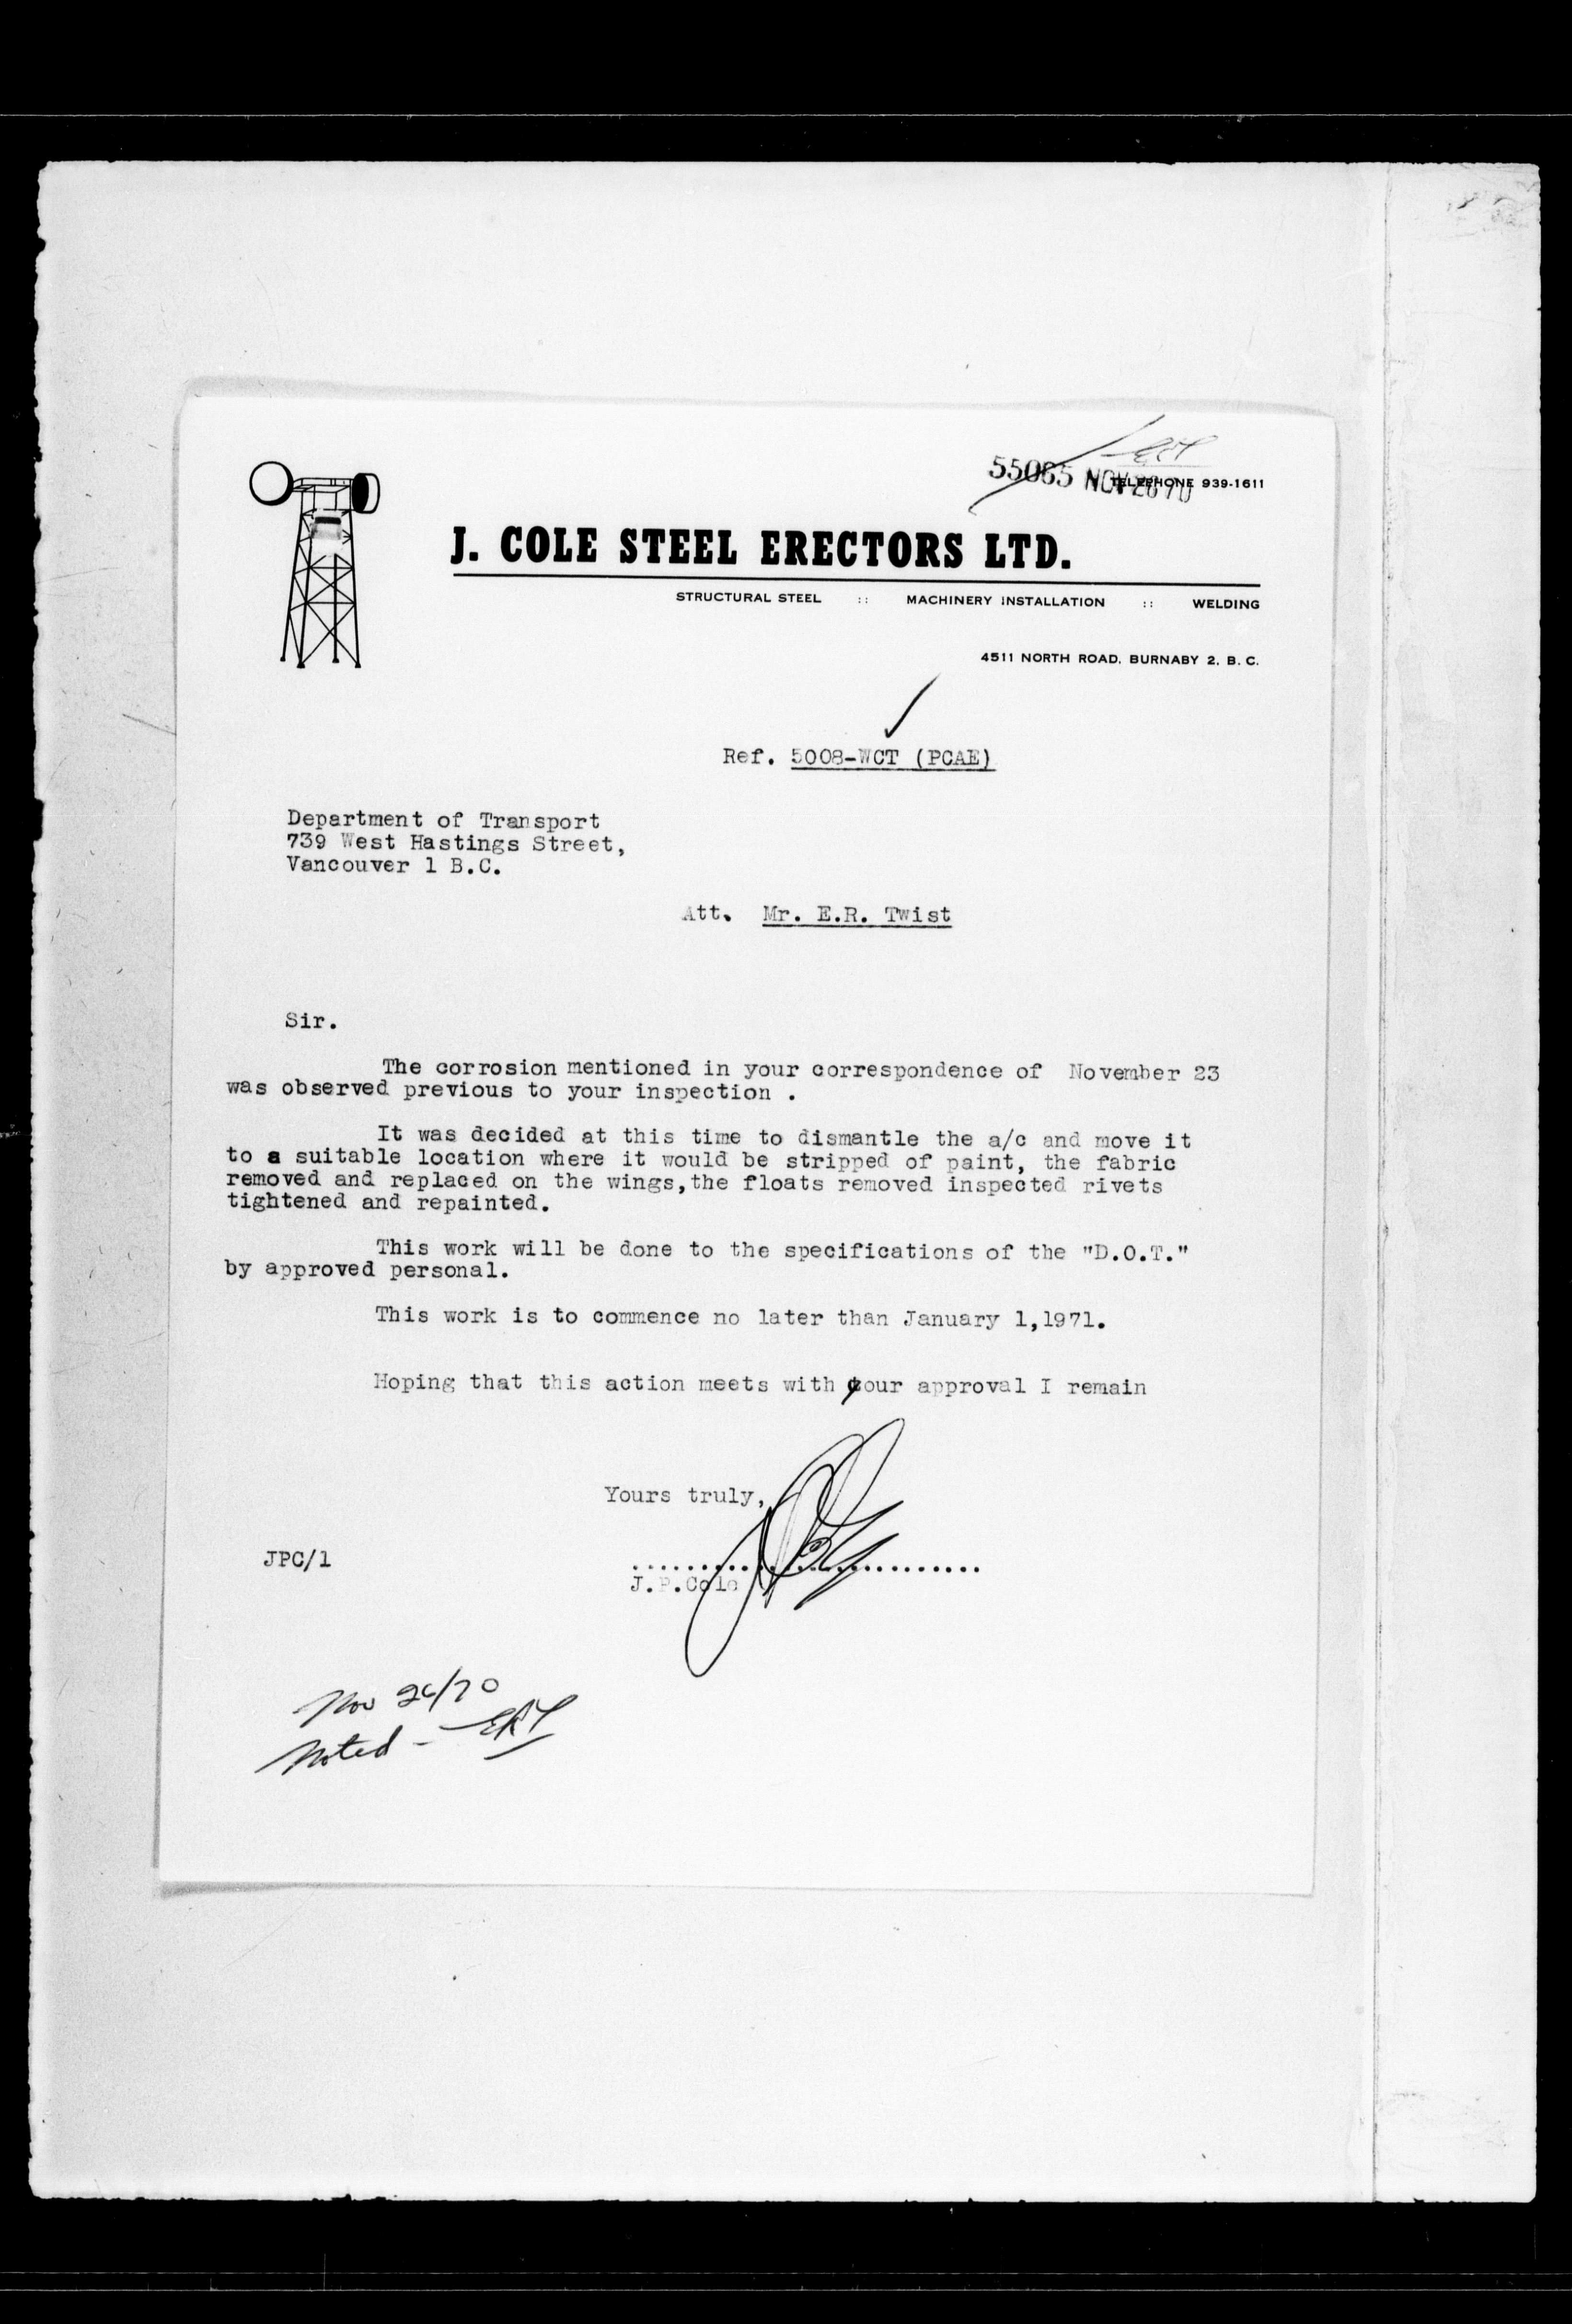 55065 NOV 26 70
TELEPHONE 939-1611
J. COLE STEEL ERECTORS LTD.
STRUCTURAL STEEL :: MACHINERY INSTALLATION :: WELDING
4511 NORTH ROAD, BURNABY 2, B. C.
Ref. 5008-WCT (PCAE)
Department of Transport
739 West Hastings Street,
Vancouver 1 B.C.
Att. Mr. E.R. Twist
Sir.
The corrosion mentioned in your correspondence of November 23
was observed previous to your inspection .
It was decided at this time to dismantle the a/c and move it
to a suitable location where it would be stripped of paint, the fabric
removed and replaced on the wings,the floats removed inspected rivets
tightened and repainted.
This work will be done to the specifications of the "D.O.T."
by approved personal.
This work is to commence no later than January 1,1971.
Hoping that this action meets with your approval I remain
Yours truly,
JPC/1
J.P.Cole
Nov 26/70
Noted - ERT